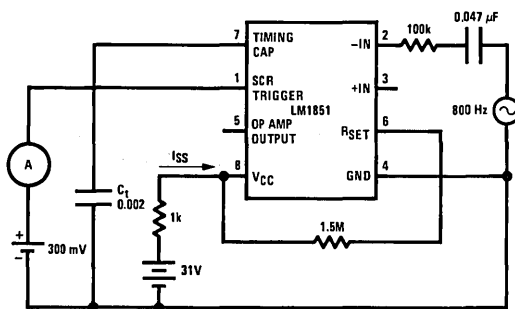 7
TIMING
CAP
1
SCR
TRIGGER
LM1851
5
OP AMP
OUTPUT
8
VCC
–IN
2
+IN
3
RSET
6
GND
4
100k
0.047 µF
800 Hz
A
+
–
300 mV
Ct
0.002
ISS
1k
31V
1.5M